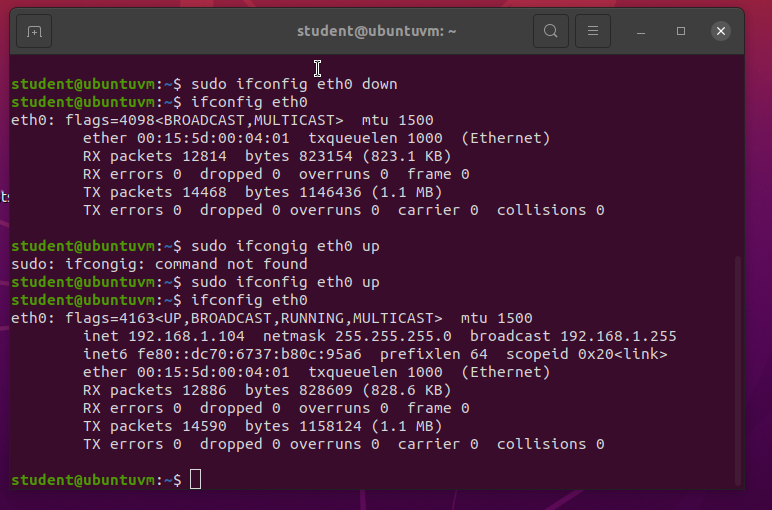 student@ubuntuvm: ~
student@ubuntuvm:~$ sudo ifconfig eth0 down
student@ubuntuvm:~$ ifconfig eth0
eth0: flags=4098<BROADCAST,MULTICAST>  mtu 1500
        ether 00:15:5d:00:04:01  txqueuelen 1000  (Ethernet)
        RX packets 12814  bytes 823154 (823.1 KB)
        RX errors 0  dropped 0  overruns 0  frame 0
        TX packets 14468  bytes 1146436 (1.1 MB)
        TX errors 0  dropped 0 overruns 0  carrier 0  collisions 0
student@ubuntuvm:~$ sudo ifcongig eth0 up
sudo: ifcongig: command not found
student@ubuntuvm:~$ sudo ifconfig eth0 up
student@ubuntuvm:~$ ifconfig eth0
eth0: flags=4163<UP,BROADCAST,RUNNING,MULTICAST>  mtu 1500
        inet 192.168.1.104  netmask 255.255.255.0  broadcast 192.168.1.255
        inet6 fe80::dc70:6737:b80c:95a6  prefixlen 64  scopeid 0x20<link>
        ether 00:15:5d:00:04:01  txqueuelen 1000  (Ethernet)
        RX packets 12886  bytes 828609 (828.6 KB)
        RX errors 0  dropped 0  overruns 0  frame 0
        TX packets 14590  bytes 1158124 (1.1 MB)
        TX errors 0  dropped 0 overruns 0  carrier 0  collisions 0
student@ubuntuvm:~$